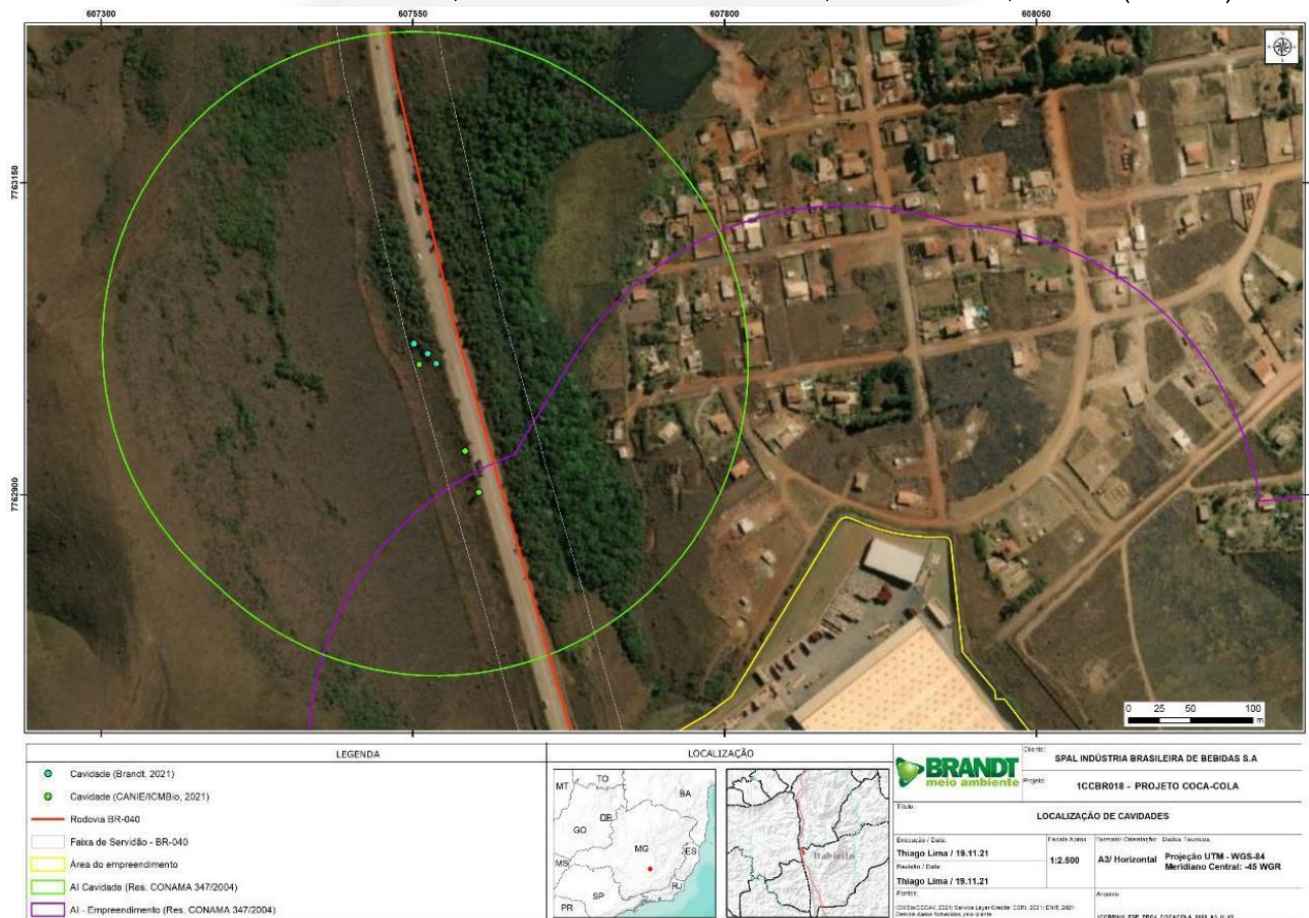 607300 607550 607800 608050
7763150
7762900
0 25 50 100
m
LEGENDA
Cavidade (Brandt, 2021)
Cavidade (CANIE/ICMBio, 2021)
Rodovia BR-040
Faixa de Servidão - BR-040
Área do empreendimento
AI Cavidade (Res. CONAMA 347/2004)
AI - Empreendimento (Res. CONAMA 347/2004)
LOCALIZAÇÃO
MT TO BA
GO
MG ES
MS
SP RJ
PR
Itabirito
BRANDT
meio ambiente
Cliente:
SPAL INDÚSTRIA BRASILEIRA DE BEBIDAS S.A
Projeto:
1CCBR018 - PROJETO COCA-COLA
Título:
LOCALIZAÇÃO DE CAVIDADES
Execução / Data:
Thiago Lima / 19.11.21
Revisão / Data:
Thiago Lima / 19.11.21
1:2.500
A3/ Horizontal
Projeção UTM - WGS-84
Meridiano Central: -45 WGR
Fontes:
Arquivo: